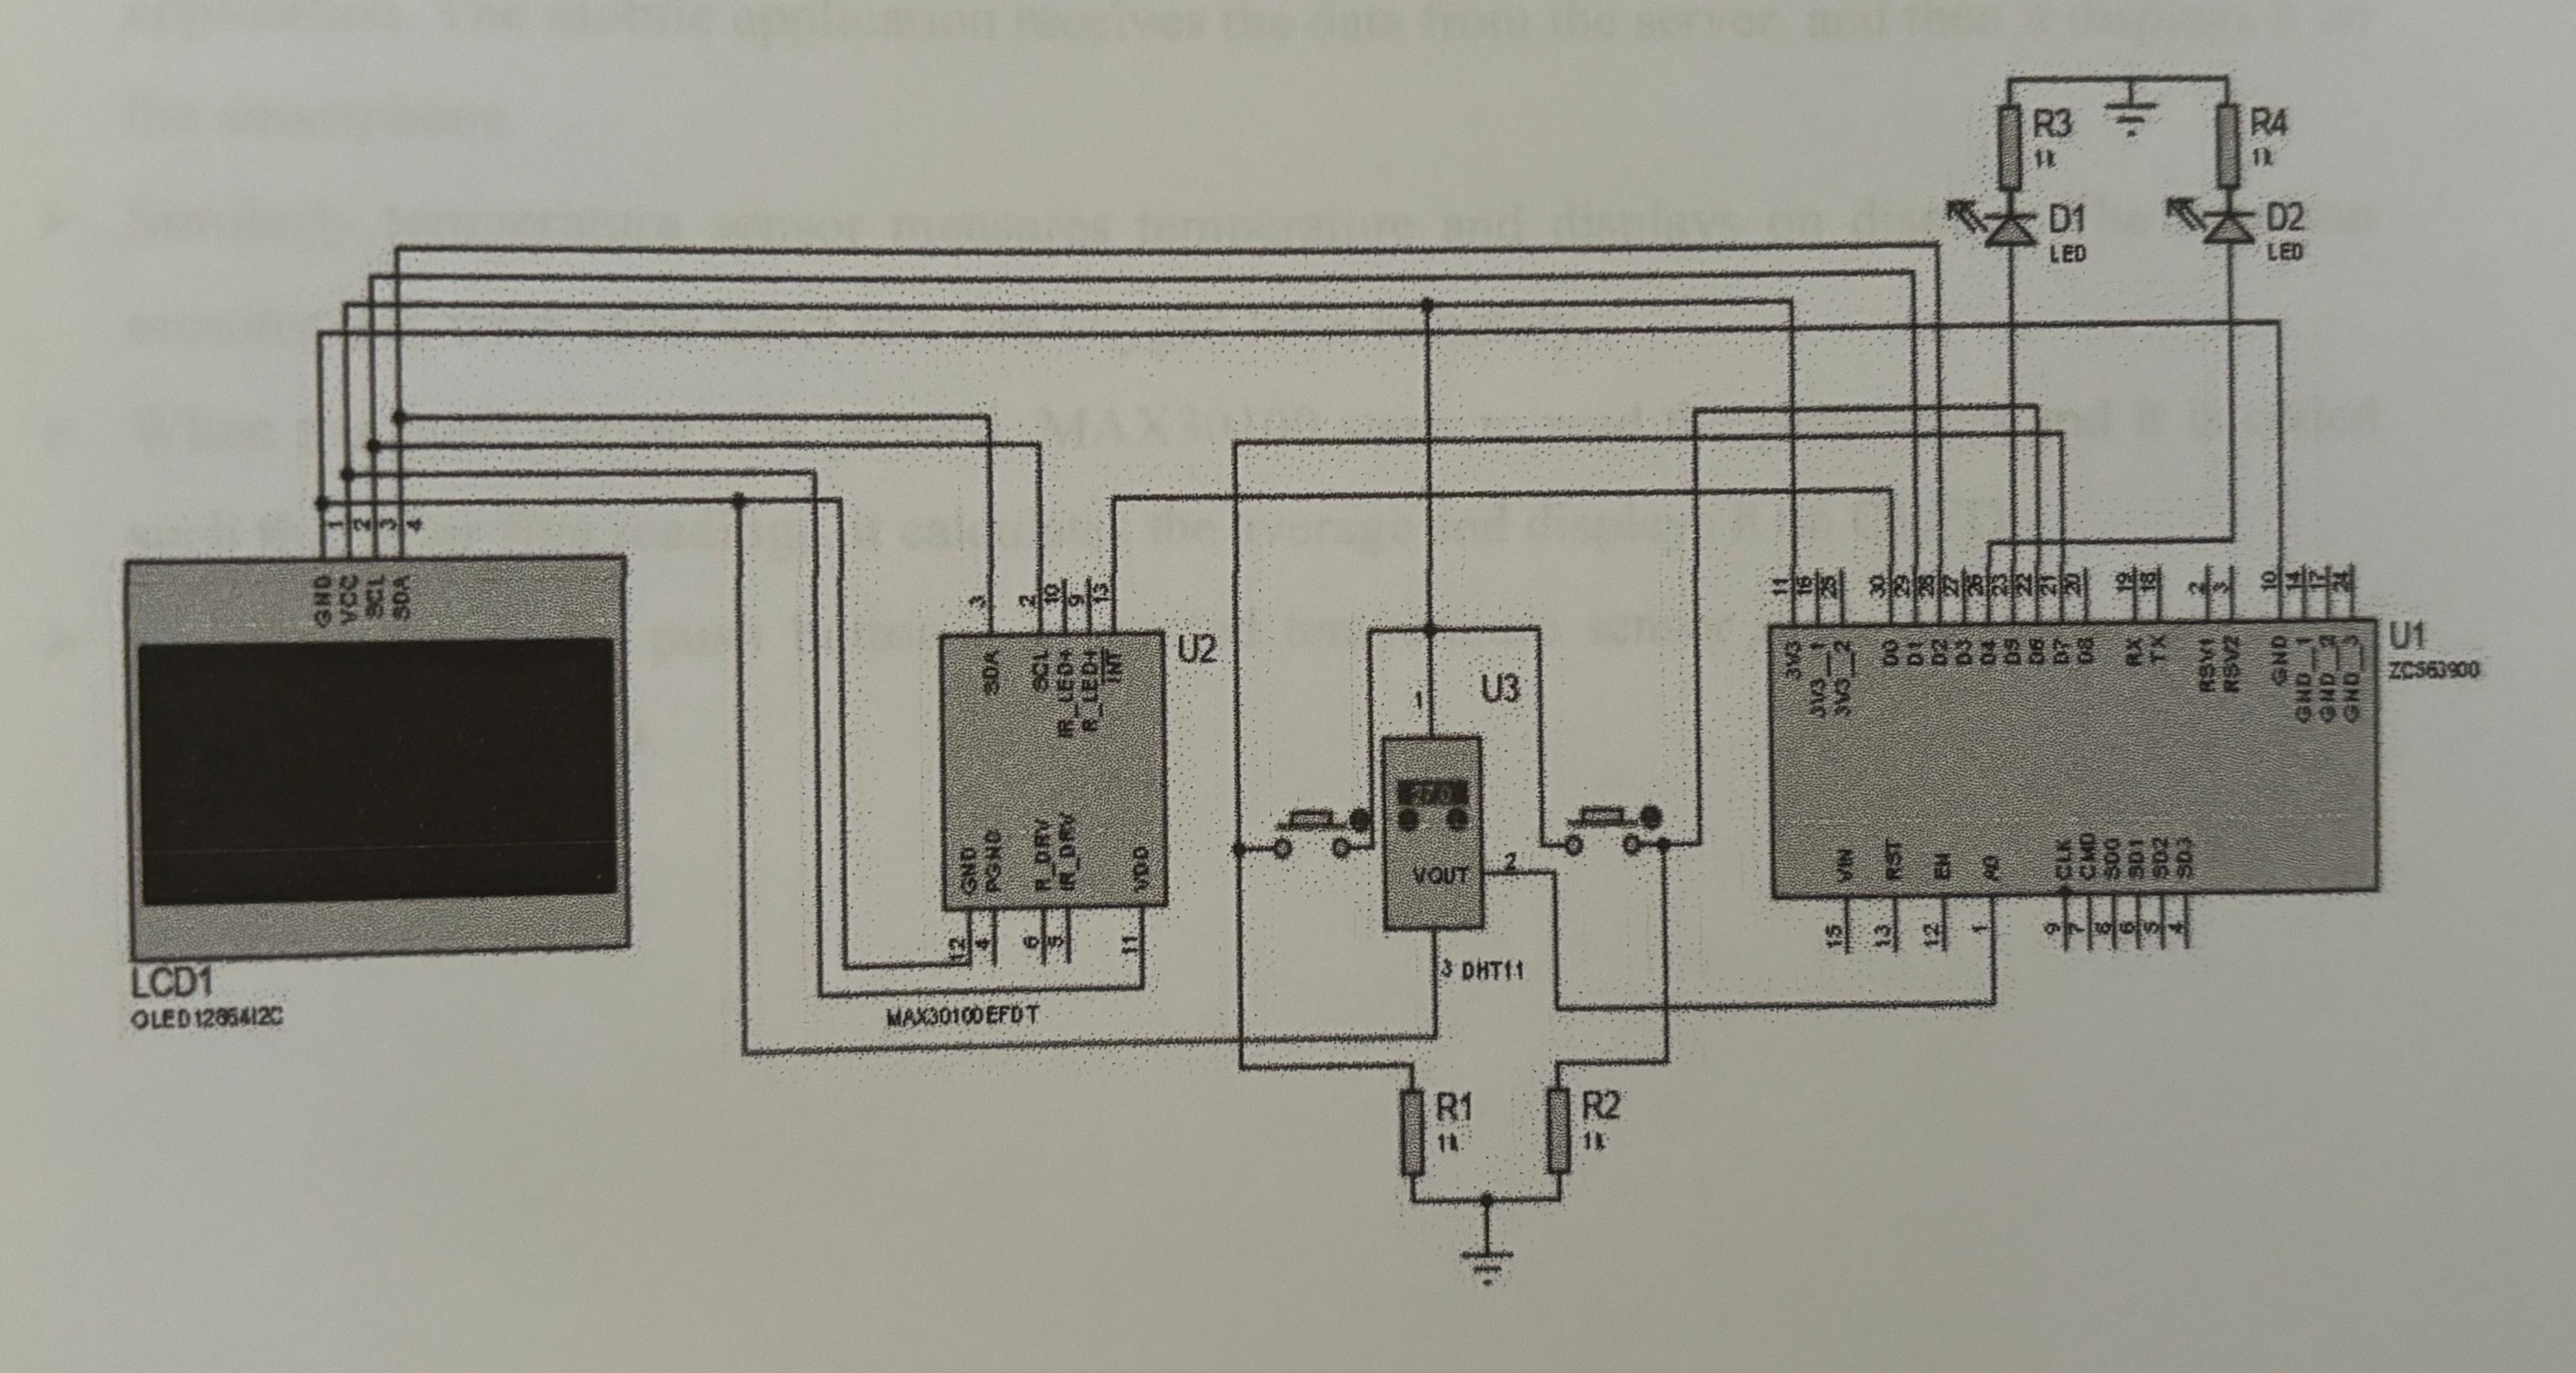 R3
1k
R4
1k
D1
LED
D2
LED
1 2 3 4
GND VCC SCL SDA
LCD1
OLED12864I2C
3 2 10 9 13
SDA SCL IR_LED+ R_LED+ INT
U2
GND PGND R_DRV IR_DRV VDD
12 4 6 5 11
MAX30100EFDT
1
U3
VOUT
2
3 DHT11
R1
1k
R2
1k
11 16 25 30 29 28 27 26 23 22 21 20 19 18 2 3 10 14 17 24
3V3 3V3_1 3V3_2 D0 D1 D2 D3 D4 D5 D6 D7 D8 RX TX RSV1 RSV2 GND GND_1 GND_2 GND_3
U1
ZC563900
VIN RST EN A0 CLK CMD SD0 SD1 SD2 SD3
15 13 12 1 9 7 8 6 5 4